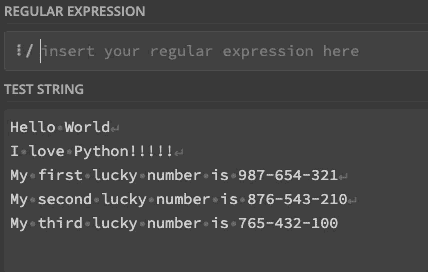 REGULAR EXPRESSION
⋮/ insert your regular expression here
TEST STRING
Hello World
I love Python!!!!!
My first lucky number is 987-654-321
My second lucky number is 876-543-210
My third lucky number is 765-432-100